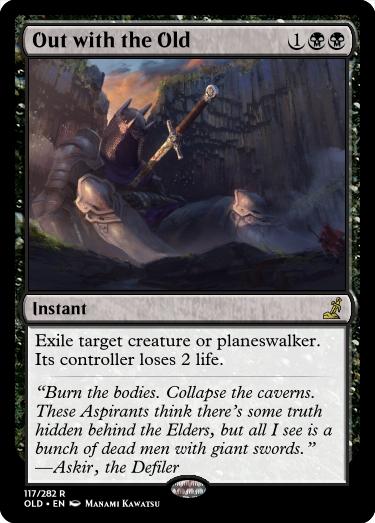 Out with the Old 1
Instant
Exile target creature or planeswalker.
Its controller loses 2 life.
“Burn the bodies. Collapse the caverns.
These Aspirants think there’s some truth
hidden behind the Elders, but all I see is a
bunch of dead men with giant swords.”
—Askir, the Defiler
117/282 R
OLD • EN Manami Kawatsu